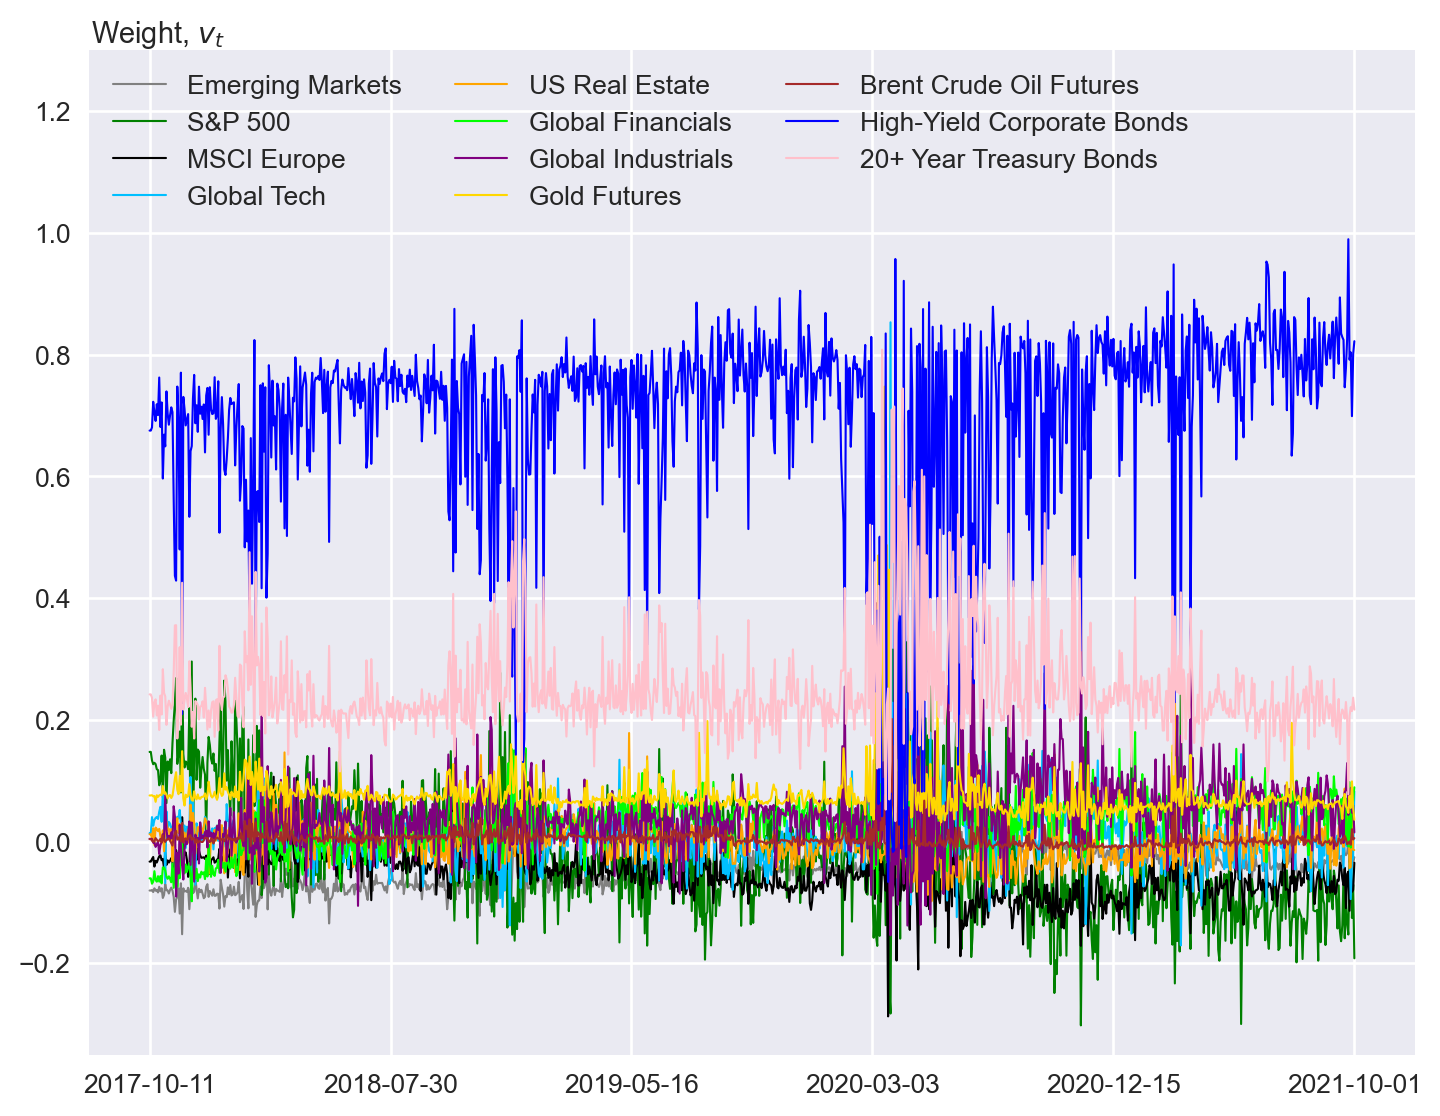 Weight, vₜ
Emerging Markets
S&P 500
MSCI Europe
Global Tech
US Real Estate
Global Financials
Global Industrials
Gold Futures
Brent Crude Oil Futures
High-Yield Corporate Bonds
20+ Year Treasury Bonds
1.2
1.0
0.8
0.6
0.4
0.2
0.0
−0.2
2017-10-11 2018-07-30 2019-05-16 2020-03-03 2020-12-15 2021-10-01